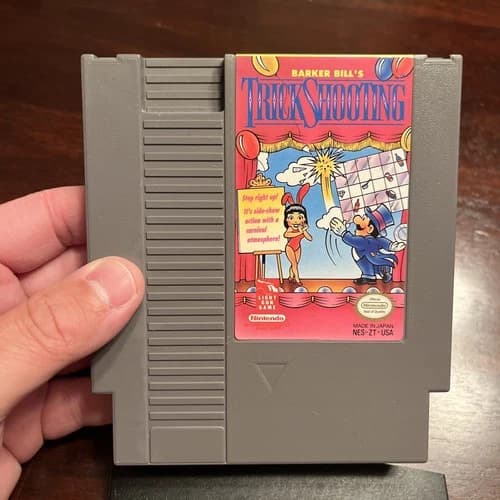 BARKER BILL'S
TRICK SHOOTING
Step right up!
It's side-show
action with a
carnival
atmosphere!
LIGHT
GUN
GAME
Nintendo
Official
Nintendo
Seal of Quality
MADE IN JAPAN
NES-ZT-USA